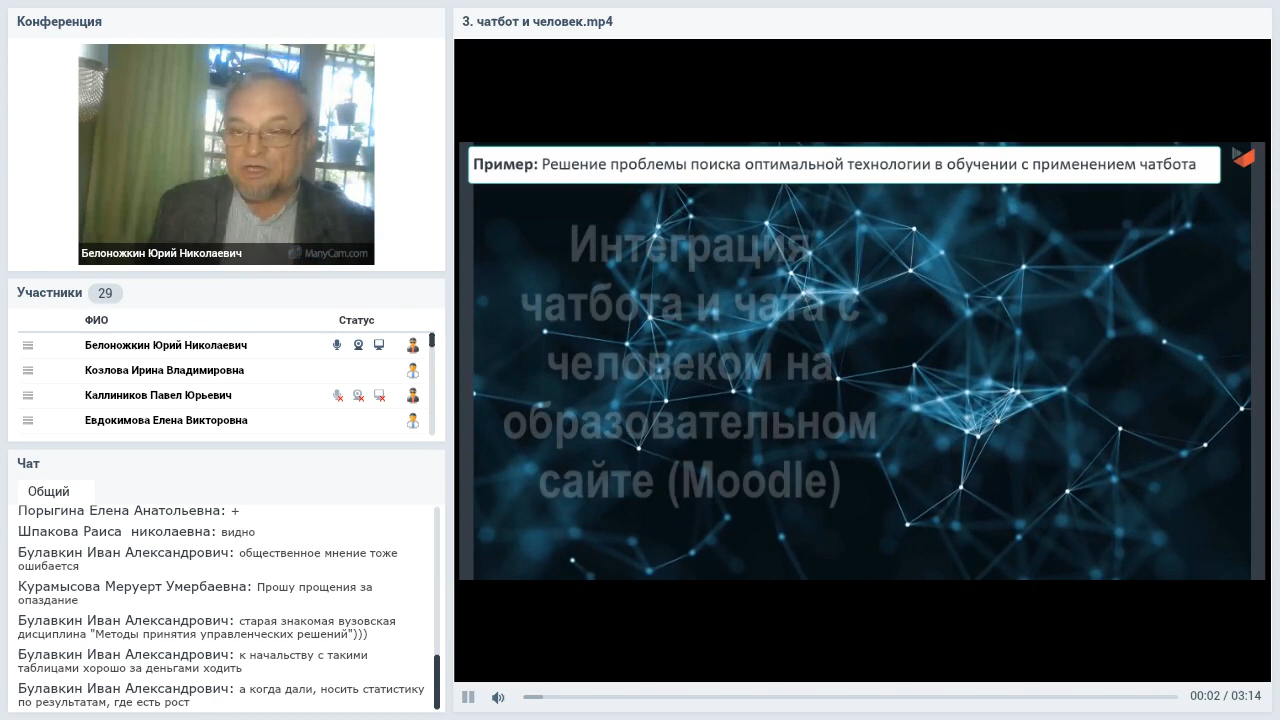 Конференция
Белоножкин Юрий Николаевич
ManyCam.com
Участники 29
ФИО Статус
Белоножкин Юрий Николаевич
Козлова Ирина Владимировна
Каллиников Павел Юрьевич
Евдокимова Елена Викторовна
Чат
Общий
Порыгина Елена Анатольевна: +
Шпакова Раиса николаевна: видно
Булавкин Иван Александрович: общественное мнение тоже
ошибается
Курамысова Меруерт Умербаевна: Прошу прощения за
опаздание
Булавкин Иван Александрович: старая знакомая вузовская
дисциплина "Методы принятия управленческих решений")))
Булавкин Иван Александрович: к начальству с такими
таблицами хорошо за деньгами ходить
Булавкин Иван Александрович: а когда дали, носить статистику
по результатам, где есть рост
3. чатбот и человек.mp4
Пример: Решение проблемы поиска оптимальной технологии в обучении с применением чатбота
Интеграция
чатбота и чата с
человеком на
образовательном
сайте (Moodle)
00:02 / 03:14